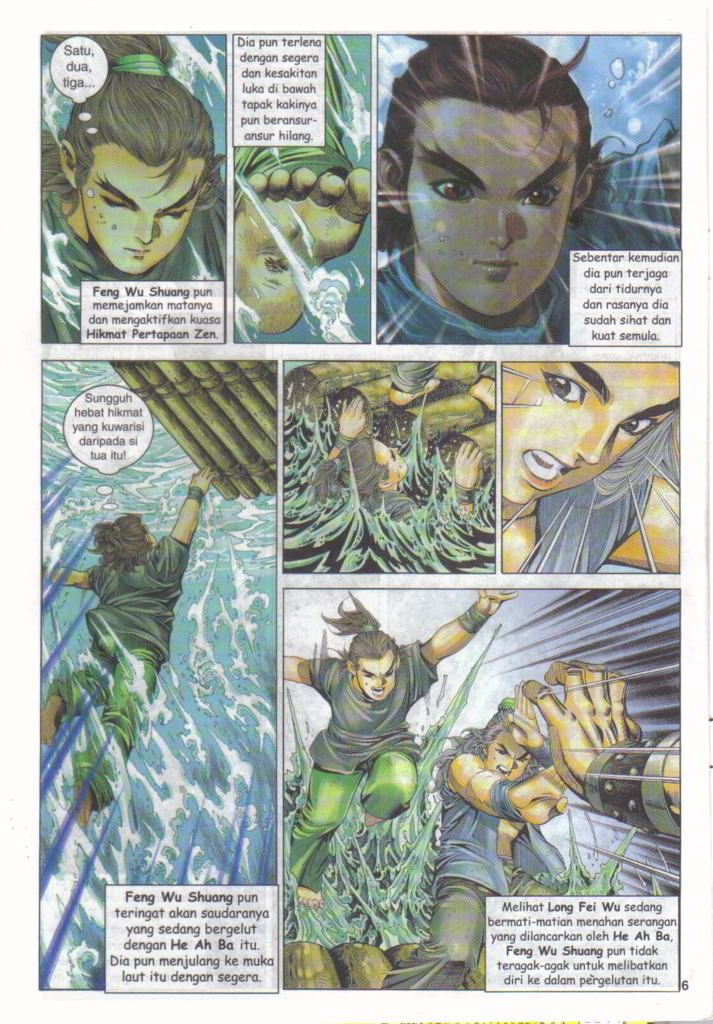 Satu,
dua,
tiga...
Feng Wu Shuang pun
memejamkan matanya
dan mengaktifkan kuasa
Hikmat Pertapaan Zen.
Dia pun terlena
dengan segera
dan kesakitan
luka di bawah
tapak kakinya
pun beransur-
ansur hilang.
Sebentar kemudian
dia pun terjaga
dari tidurnya
dan rasanya dia
sudah sihat dan
kuat semula.
Sungguh
hebat hikmat
yang kuwarisi
daripada si
tua itu!
Feng Wu Shuang pun
teringat akan saudaranya
yang sedang bergelut
dengan He Ah Ba itu.
Dia pun menjulang ke muka
laut itu dengan segera.
Melihat Long Fei Wu sedang
bermati-matian menahan serangan
yang dilancarkan oleh He Ah Ba,
Feng Wu Shuang pun tidak
teragak-agak untuk melibatkan
diri ke dalam pergelutan itu.
6